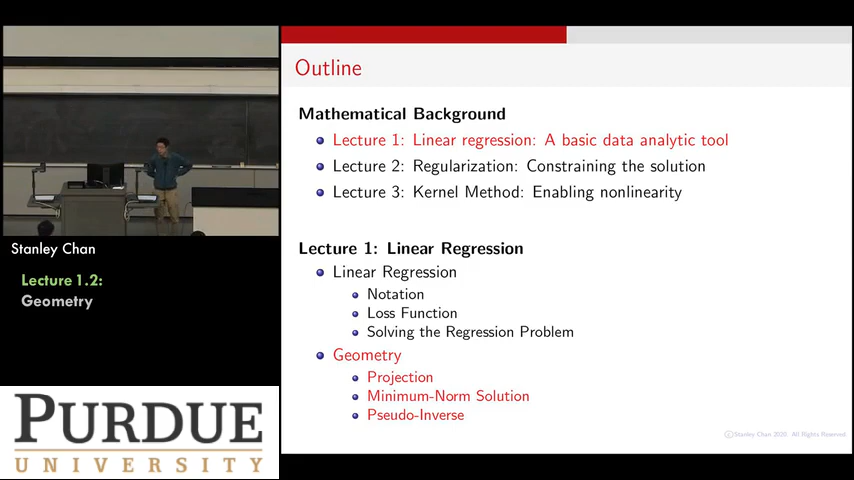 Outline
Mathematical Background
Lecture 1: Linear regression: A basic data analytic tool
Lecture 2: Regularization: Constraining the solution
Lecture 3: Kernel Method: Enabling nonlinearity
Lecture 1: Linear Regression
Linear Regression
Notation
Loss Function
Solving the Regression Problem
Geometry
Projection
Minimum-Norm Solution
Pseudo-Inverse
©Stanley Chan 2020. All Rights Reserved.
Stanley Chan
Lecture 1.2:
Geometry
PURDUE
UNIVERSITY